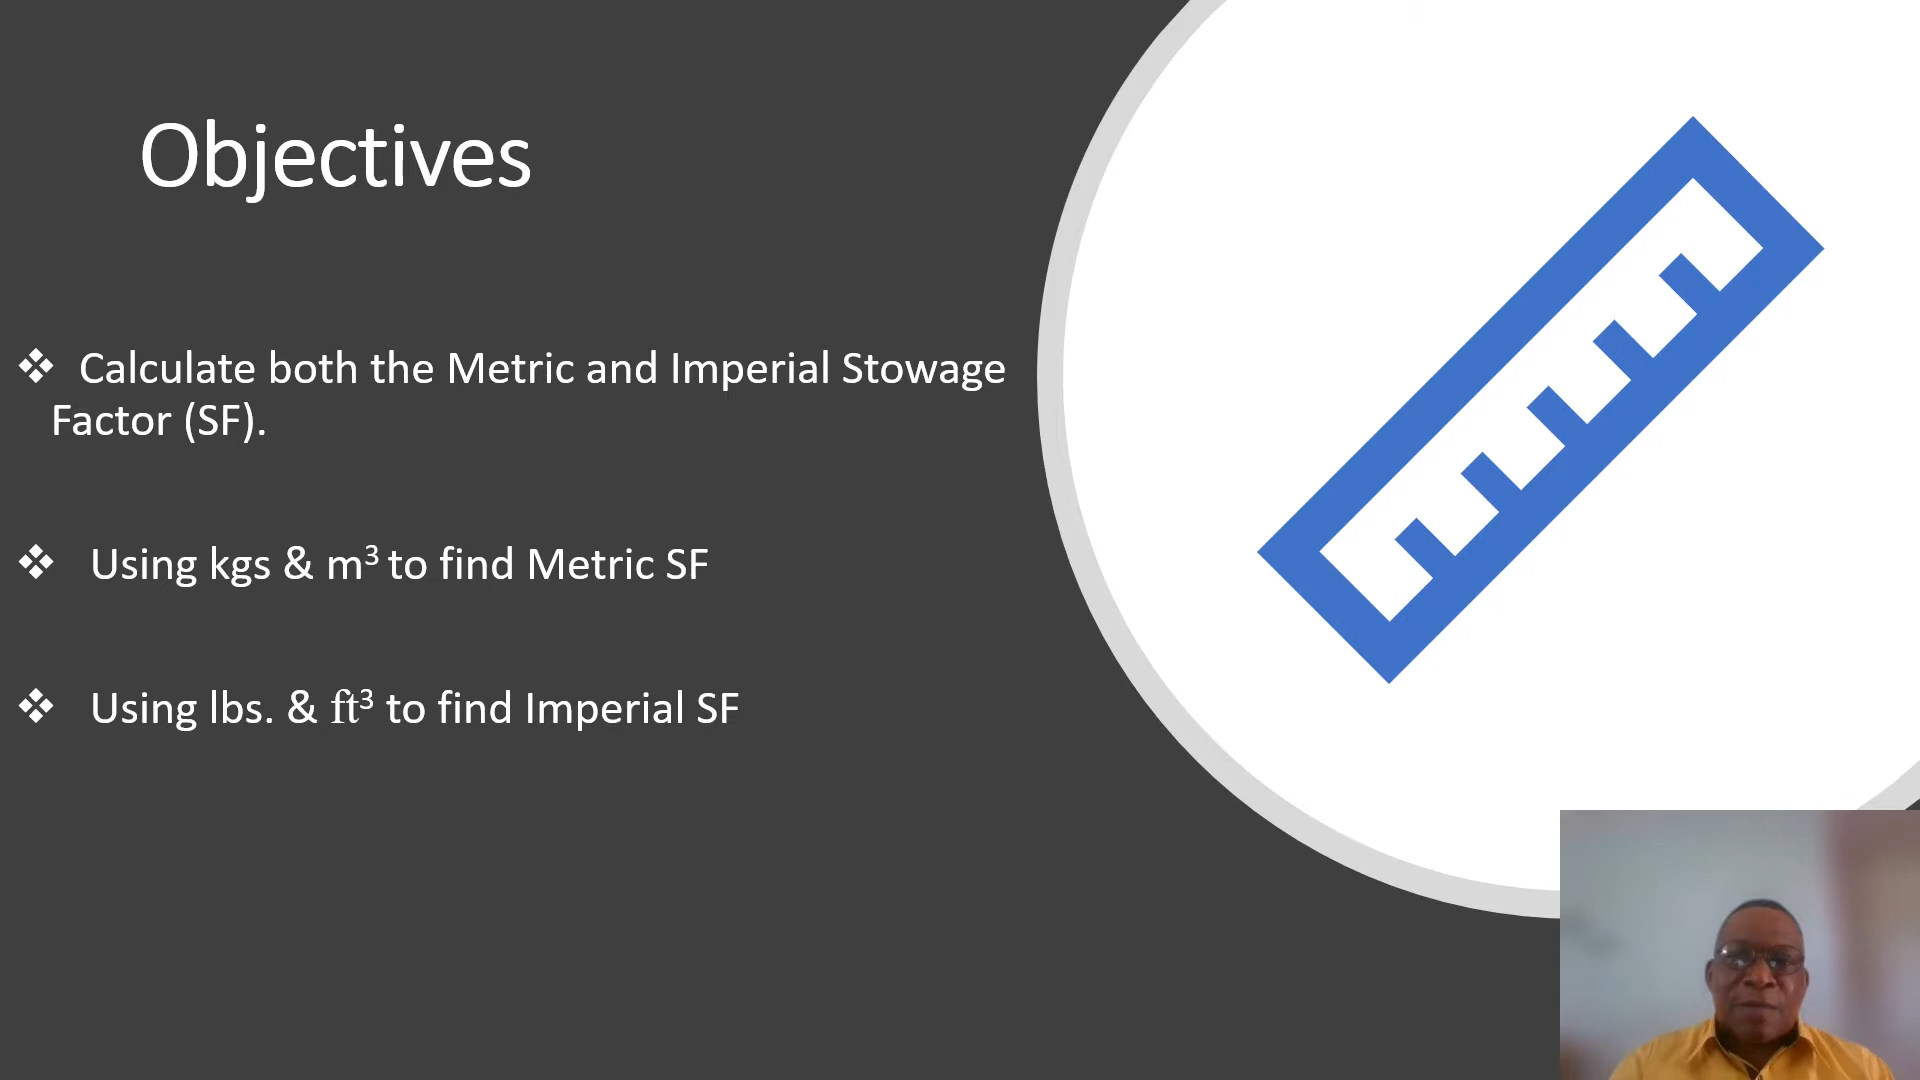 Objectives
❖ Calculate both the Metric and Imperial Stowage
Factor (SF).
❖ Using kgs & m³ to find Metric SF
❖ Using lbs. & ft³ to find Imperial SF